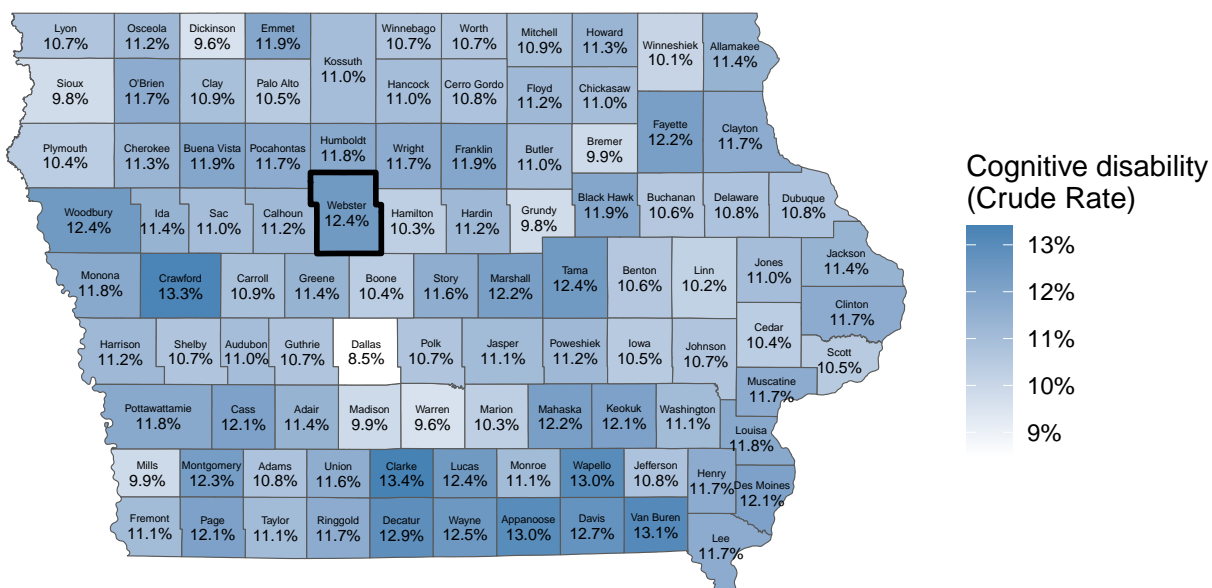 Lyon
10.7%
Osceola
11.2%
Dickinson
9.6%
Emmet
11.9%
Kossuth
11.0%
Winnebago
10.7%
Worth
10.7%
Mitchell
10.9%
Howard
11.3%
Winneshiek
10.1%
Allamakee
11.4%
Sioux
9.8%
O'Brien
11.7%
Clay
10.9%
Palo Alto
10.5%
Hancock
11.0%
Cerro Gordo
10.8%
Floyd
11.2%
Chickasaw
11.0%
Fayette
12.2%
Clayton
11.7%
Plymouth
10.4%
Cherokee
11.3%
Buena Vista
11.9%
Pocahontas
11.7%
Humboldt
11.8%
Wright
11.7%
Franklin
11.9%
Butler
11.0%
Bremer
9.9%
Woodbury
12.4%
Ida
11.4%
Sac
11.0%
Calhoun
11.2%
Webster
12.4%
Hamilton
10.3%
Hardin
11.2%
Grundy
9.8%
Black Hawk
11.9%
Buchanan
10.6%
Delaware
10.8%
Dubuque
10.8%
Monona
11.8%
Crawford
13.3%
Carroll
10.9%
Greene
11.4%
Boone
10.4%
Story
11.6%
Marshall
12.2%
Tama
12.4%
Benton
10.6%
Linn
10.2%
Jones
11.0%
Jackson
11.4%
Clinton
11.7%
Harrison
11.2%
Shelby
10.7%
Audubon
11.0%
Guthrie
10.7%
Dallas
8.5%
Polk
10.7%
Jasper
11.1%
Poweshiek
11.2%
Iowa
10.5%
Johnson
10.7%
Cedar
10.4%
Scott
10.5%
Muscatine
11.7%
Pottawattamie
11.8%
Cass
12.1%
Adair
11.4%
Madison
9.9%
Warren
9.6%
Marion
10.3%
Mahaska
12.2%
Keokuk
12.1%
Washington
11.1%
Louisa
11.8%
Mills
9.9%
Montgomery
12.3%
Adams
10.8%
Union
11.6%
Clarke
13.4%
Lucas
12.4%
Monroe
11.1%
Wapello
13.0%
Jefferson
10.8%
Henry
11.7%
Des Moines
12.1%
Fremont
11.1%
Page
12.1%
Taylor
11.1%
Ringgold
11.7%
Decatur
12.9%
Wayne
12.5%
Appanoose
13.0%
Davis
12.7%
Van Buren
13.1%
Lee
11.7%
Cognitive disability
(Crude Rate)
13%
12%
11%
10%
9%